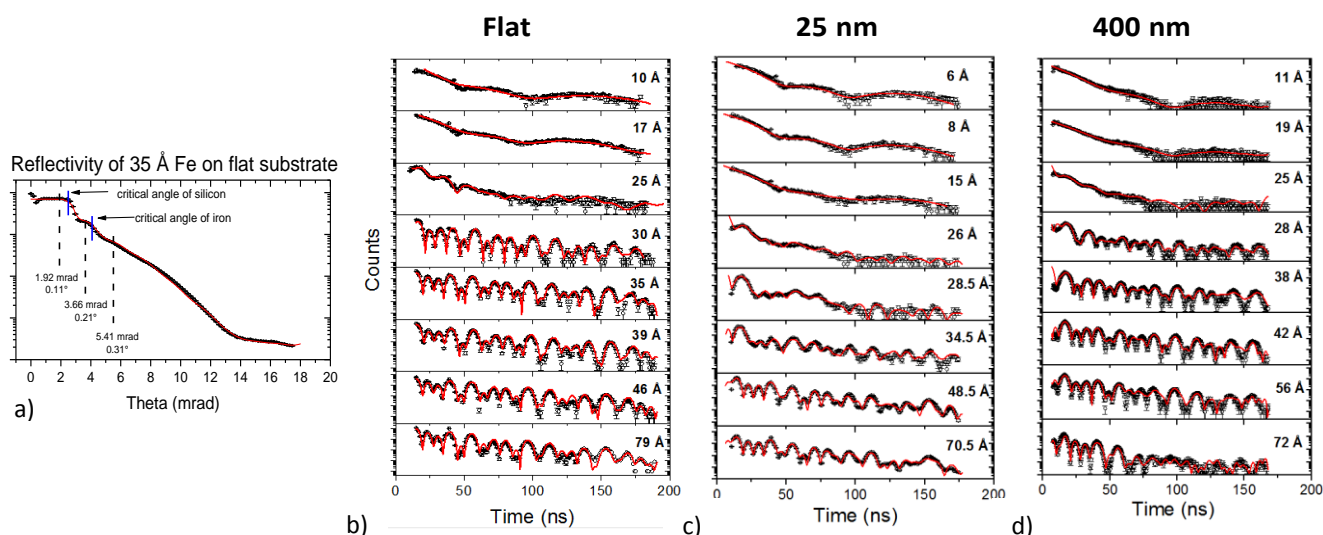 Flat
25 nm
400 nm
Reflectivity of 35 Å Fe on flat substrate
critical angle of silicon
critical angle of iron
1.92 mrad
0.11°
3.66 mrad
0.21°
5.41 mrad
0.31°
0 2 4 6 8 10 12 14 16 18 20
Theta (mrad)
a)
10 Å
17 Å
25 Å
30 Å
35 Å
39 Å
46 Å
79 Å
0 50 100 150 200
Time (ns)
b)
Counts
6 Å
8 Å
15 Å
26 Å
28.5 Å
34.5 Å
48.5 Å
70.5 Å
0 50 100 150 200
Time (ns)
c)
11 Å
19 Å
25 Å
28 Å
38 Å
42 Å
56 Å
72 Å
0 50 100 150 200
Time (ns)
d)